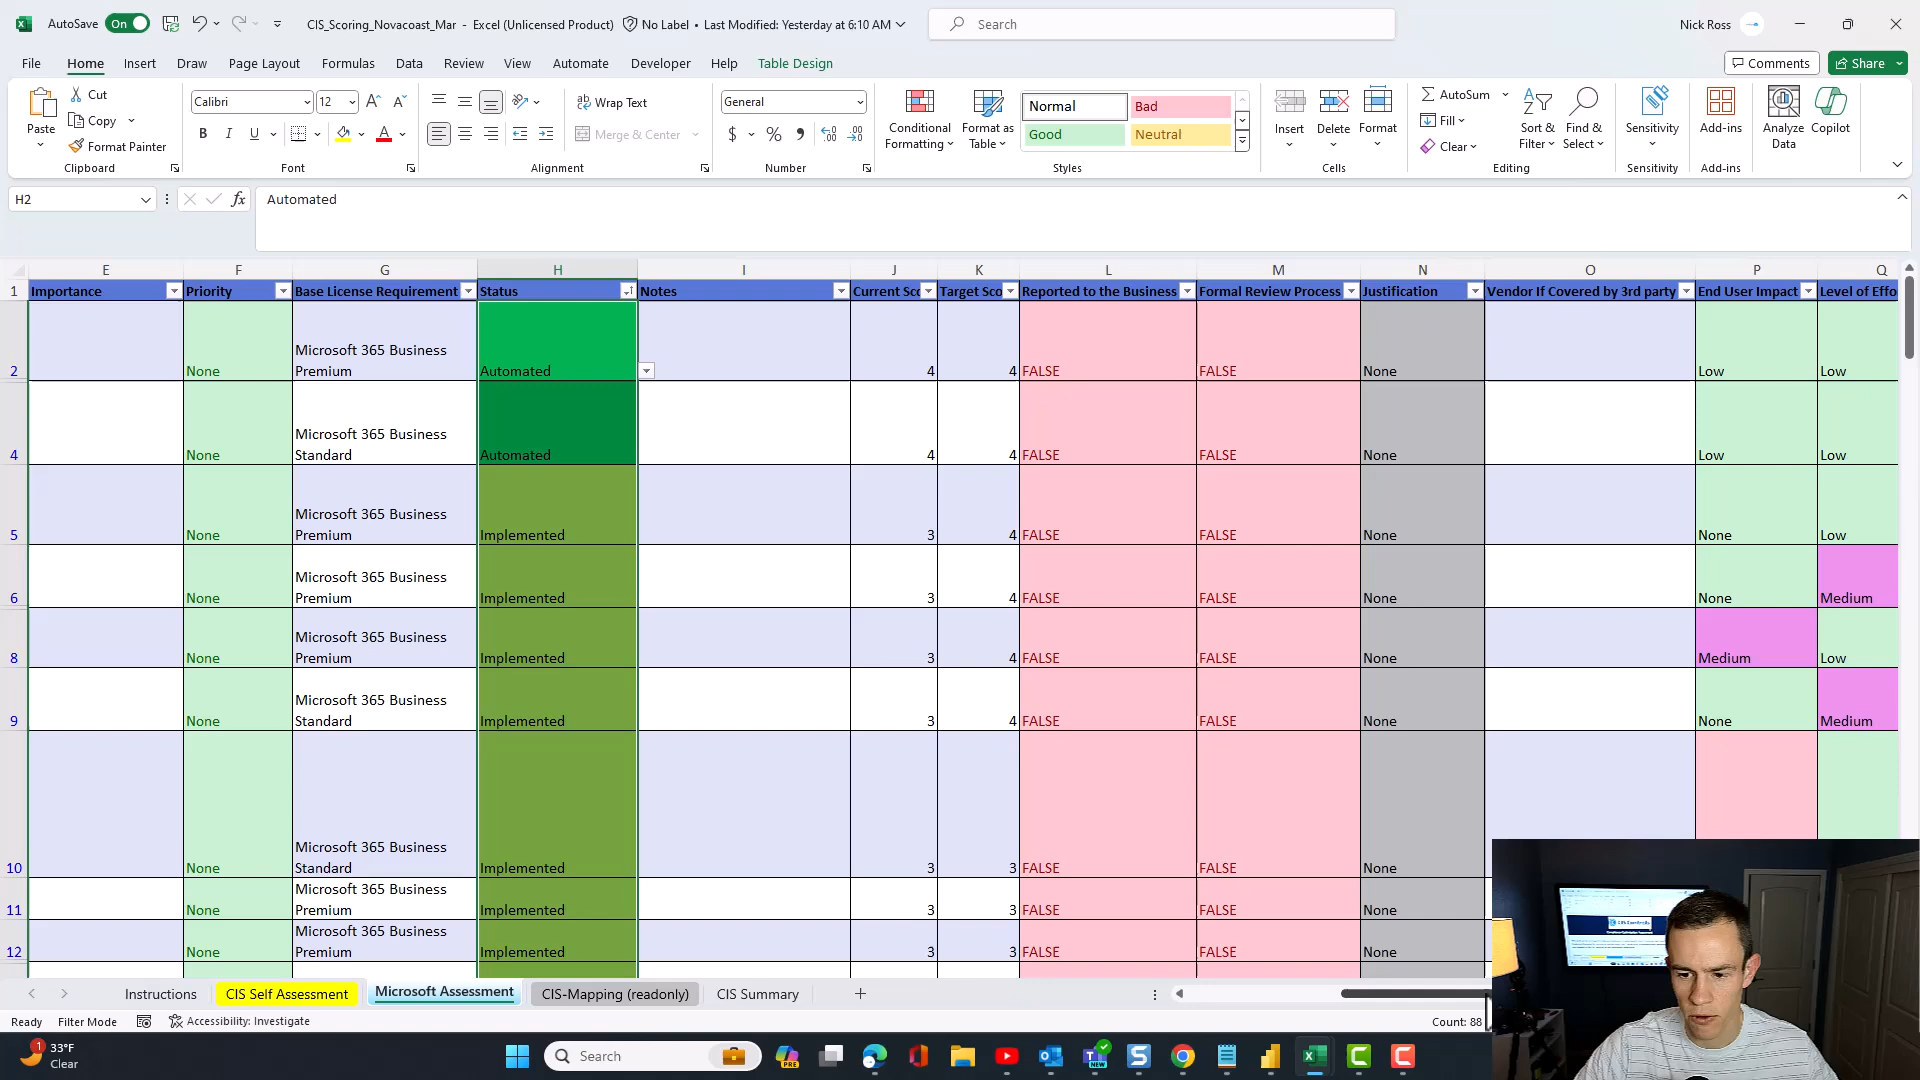 AutoSave On CIS_Scoring_Novacoast_Mar - Excel (Unlicensed Product) No Label • Last Modified: Yesterday at 6:10 AM Search Nick Ross
File Home Insert Draw Page Layout Formulas Data Review View Automate Developer Help Table Design Comments Share
Paste Cut Copy Format Painter Clipboard
Calibri 12 B I U Font
Wrap Text Merge & Center Alignment
General $ % Number
Conditional Formatting Format as Table Normal Bad Good Neutral Styles
Insert Delete Format Cells
AutoSum Fill Clear Sort & Filter Find & Select Editing
Sensitivity Sensitivity
Add-ins Add-ins
Analyze Data Copilot
H2 fx Automated
E F G H I J K L M N O P Q
1 Importance Priority Base License Requirement Status Notes Current Sco Target Sco Reported to the Business Formal Review Process Justification Vendor If Covered by 3rd party End User Impact Level of Effo
Microsoft 365 Business
2 None Premium Automated 4 4 FALSE FALSE None Low Low
Microsoft 365 Business
4 None Standard Automated 4 4 FALSE FALSE None Low Low
Microsoft 365 Business
5 None Premium Implemented 3 4 FALSE FALSE None None Low
Microsoft 365 Business
6 None Premium Implemented 3 4 FALSE FALSE None None Medium
Microsoft 365 Business
8 None Premium Implemented 3 4 FALSE FALSE None Medium Low
Microsoft 365 Business
9 None Standard Implemented 3 4 FALSE FALSE None None Medium
Microsoft 365 Business
10 None Standard Implemented 3 3 FALSE FALSE None
Microsoft 365 Business
11 None Premium Implemented 3 3 FALSE FALSE None
Microsoft 365 Business
12 None Premium Implemented 3 3 FALSE FALSE None
Instructions CIS Self Assessment Microsoft Assessment CIS-Mapping (readonly) CIS Summary
Ready Filter Mode Accessibility: Investigate Count: 88
1 33°F
Clear
Search PRE NEW